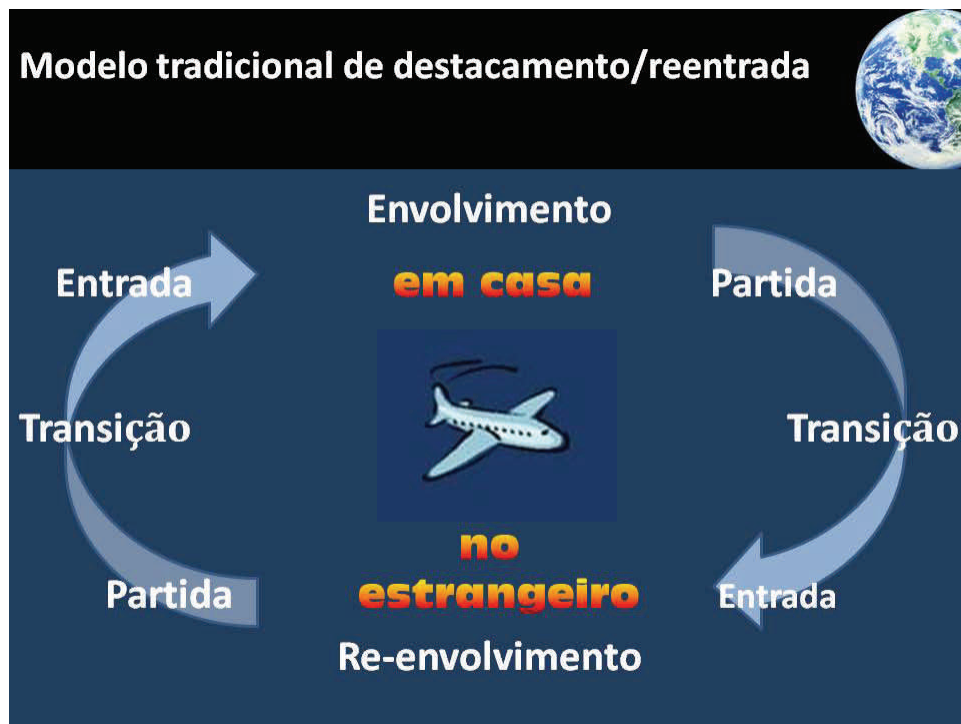 Modelo tradicional de destacamento/reentrada
Envolvimento
Entrada
em casa
Partida
Transição
Transição
no
estrangeiro
Partida
Entrada
Re-envolvimento